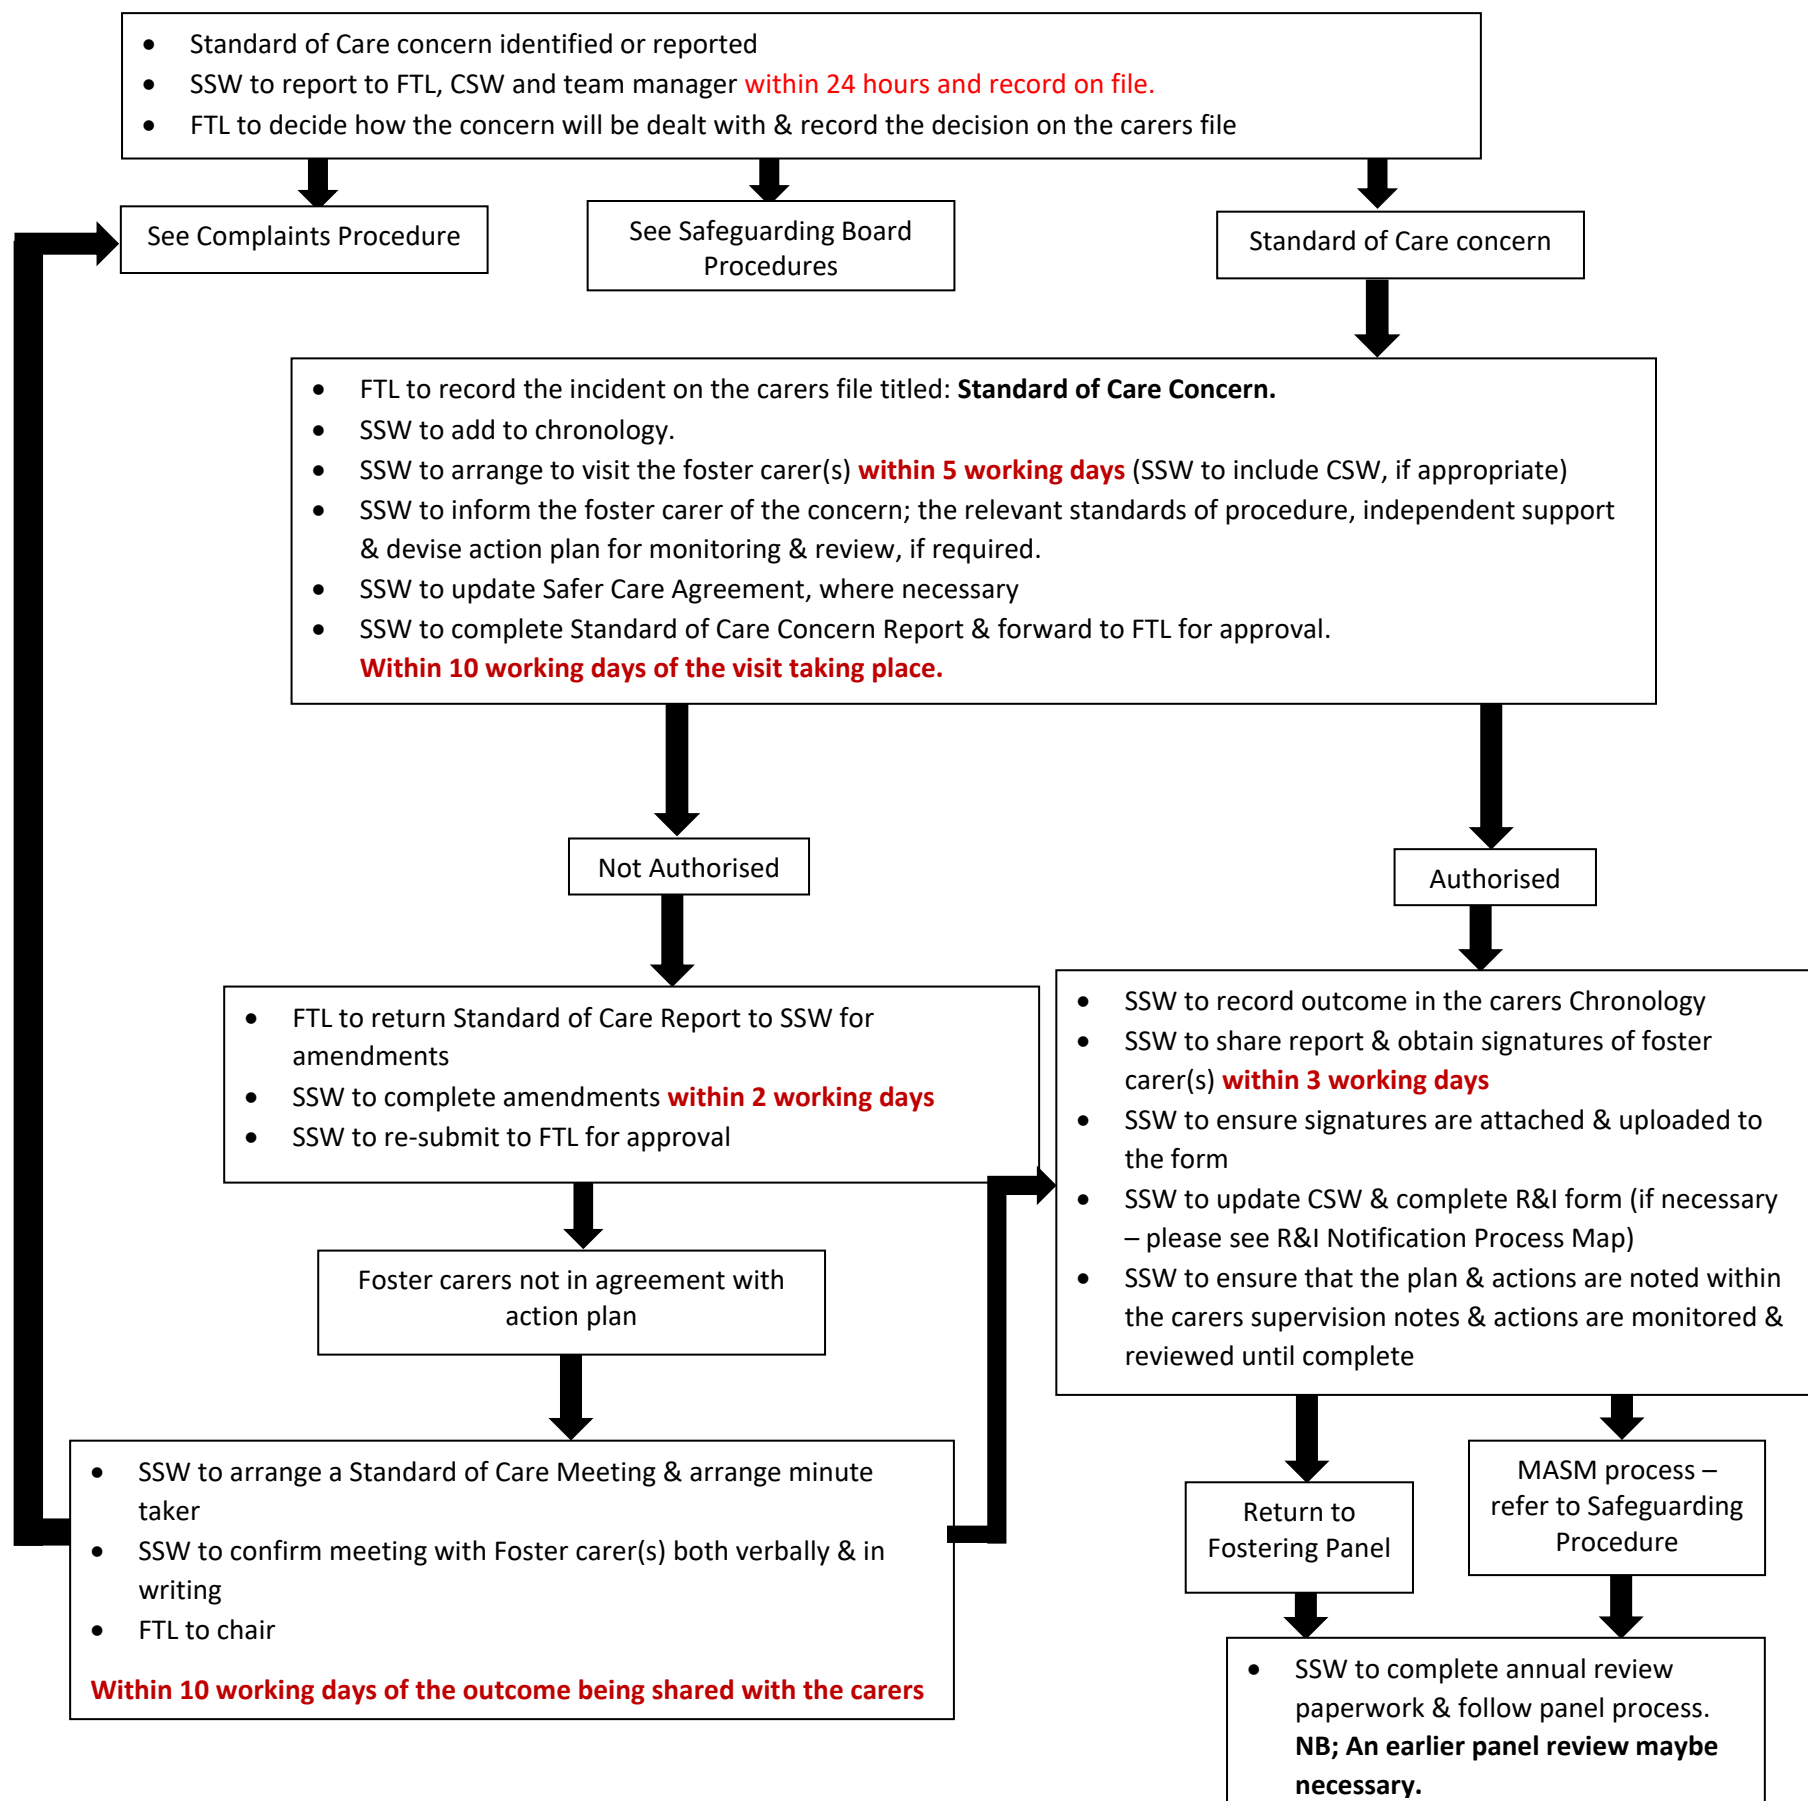 • Standard of Care concern identified or reported
• SSW to report to FTL, CSW and team manager within 24 hours and record on file.
• FTL to decide how the concern will be dealt with & record the decision on the carers file
See Complaints Procedure
See Safeguarding Board
Procedures
Standard of Care concern
• FTL to record the incident on the carers file titled: Standard of Care Concern.
• SSW to add to chronology.
• SSW to arrange to visit the foster carer(s) within 5 working days (SSW to include CSW, if appropriate)
• SSW to inform the foster carer of the concern; the relevant standards of procedure, independent support
& devise action plan for monitoring & review, if required.
• SSW to update Safer Care Agreement, where necessary
• SSW to complete Standard of Care Concern Report & forward to FTL for approval.
Within 10 working days of the visit taking place.
Not Authorised
Authorised
• FTL to return Standard of Care Report to SSW for
amendments
• SSW to complete amendments within 2 working days
• SSW to re-submit to FTL for approval
• SSW to record outcome in the carers Chronology
• SSW to share report & obtain signatures of foster
carer(s) within 3 working days
• SSW to ensure signatures are attached & uploaded to
the form
• SSW to update CSW & complete R&I form (if necessary
– please see R&I Notification Process Map)
• SSW to ensure that the plan & actions are noted within
the carers supervision notes & actions are monitored &
reviewed until complete
Foster carers not in agreement with
action plan
• SSW to arrange a Standard of Care Meeting & arrange minute
taker
• SSW to confirm meeting with Foster carer(s) both verbally & in
writing
• FTL to chair
Within 10 working days of the outcome being shared with the carers
Return to
Fostering Panel
MASM process –
refer to Safeguarding
Procedure
• SSW to complete annual review
paperwork & follow panel process.
NB; An earlier panel review maybe
necessary.